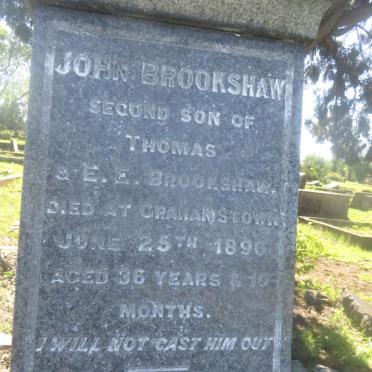 JOHN BROOKSHAW
SECOND SON OF
THOMAS
& E. E. BROOKSHAW.
DIED AT GRAHAMSTOWN
JUNE 25TH 1896
AGED 36 YEARS & 10
MONTHS.
I WILL NOT CAST HIM OUT